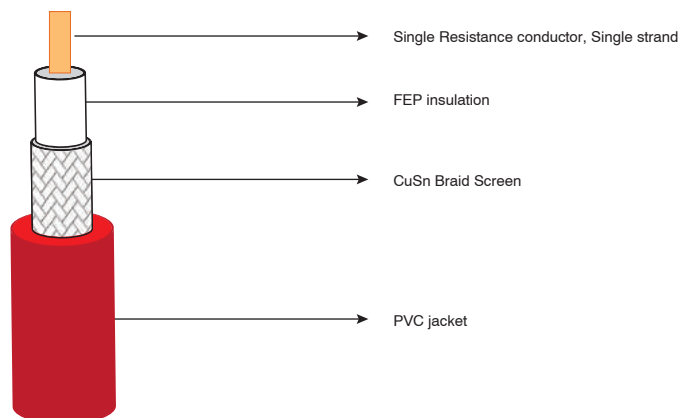 Single Resistance conductor, Single strand
FEP insulation
CuSn Braid Screen
PVC jacket